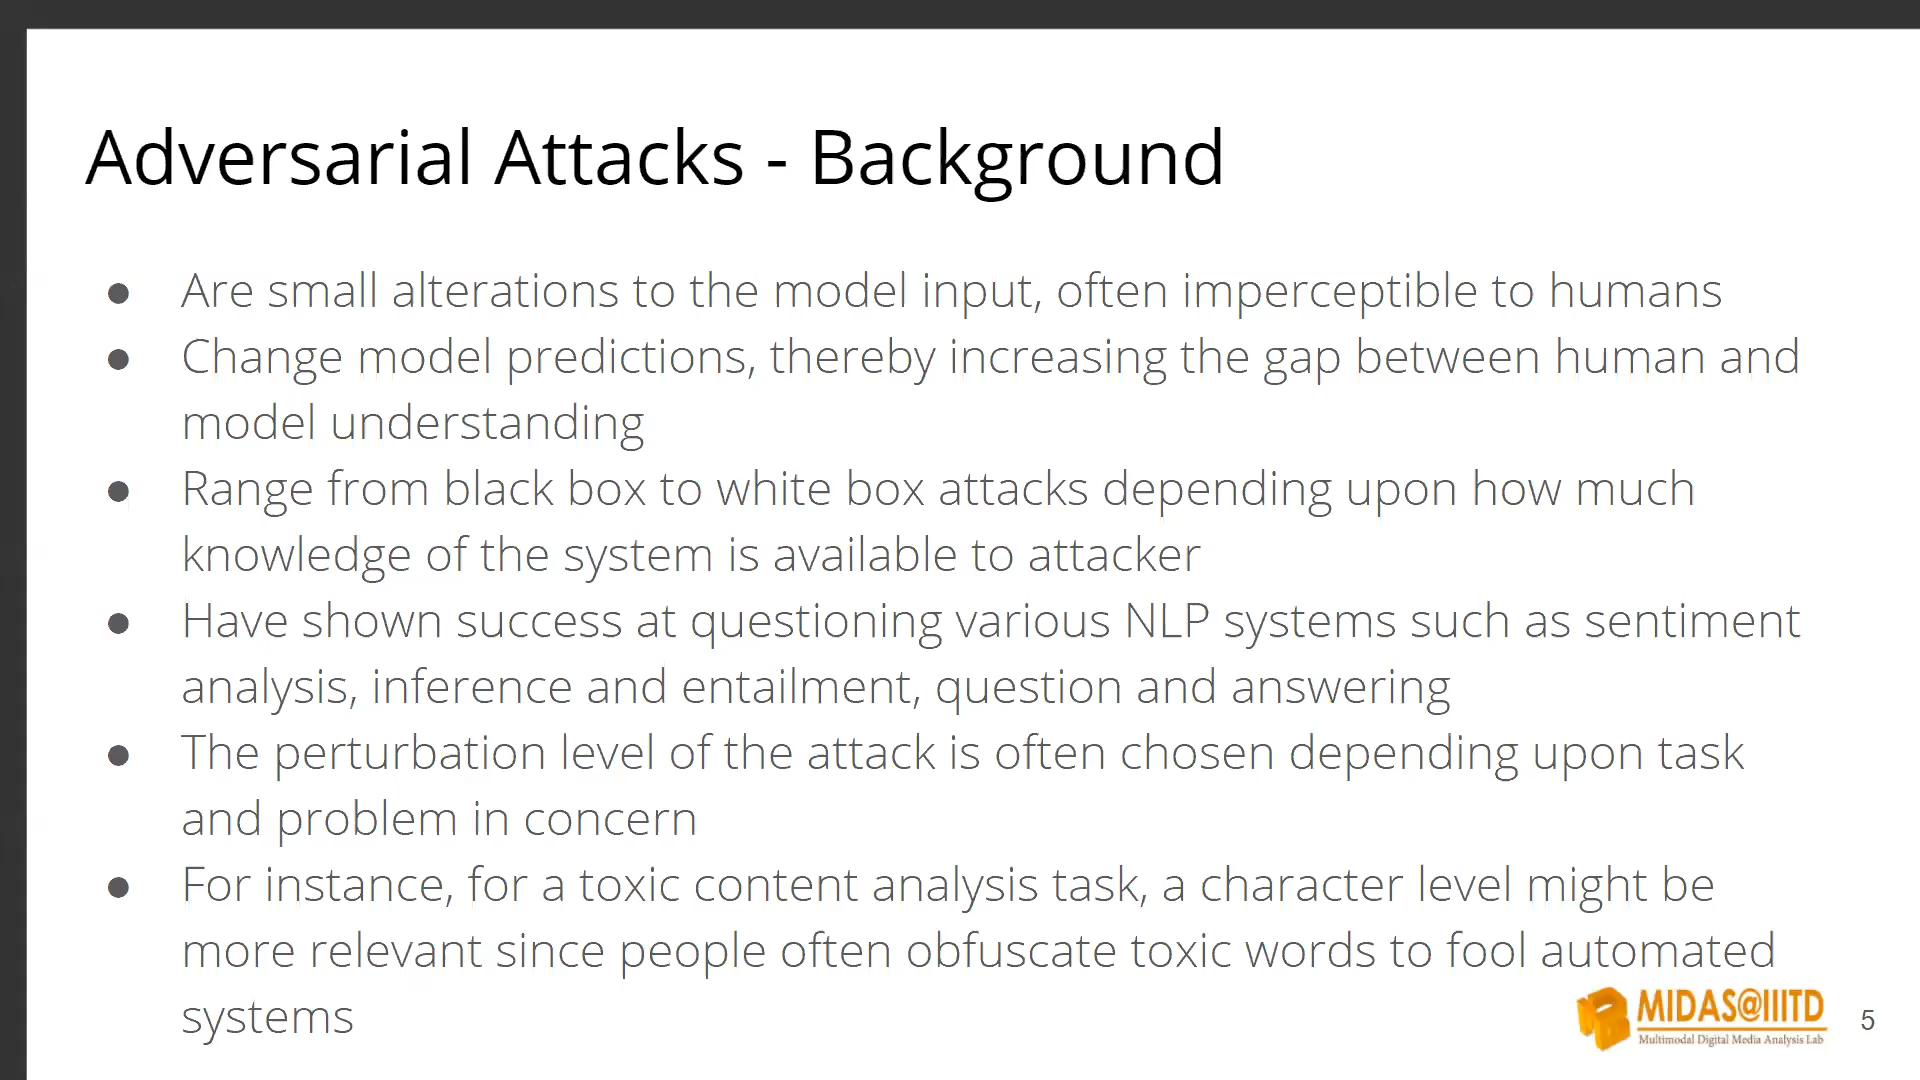 Adversarial Attacks - Background
● Are small alterations to the model input, often imperceptible to humans
● Change model predictions, thereby increasing the gap between human and
model understanding
● Range from black box to white box attacks depending upon how much
knowledge of the system is available to attacker
● Have shown success at questioning various NLP systems such as sentiment
analysis, inference and entailment, question and answering
● The perturbation level of the attack is often chosen depending upon task
and problem in concern
● For instance, for a toxic content analysis task, a character level might be
more relevant since people often obfuscate toxic words to fool automated
systems
MIDAS@IIITD
Multimodal Digital Media Analysis Lab
5